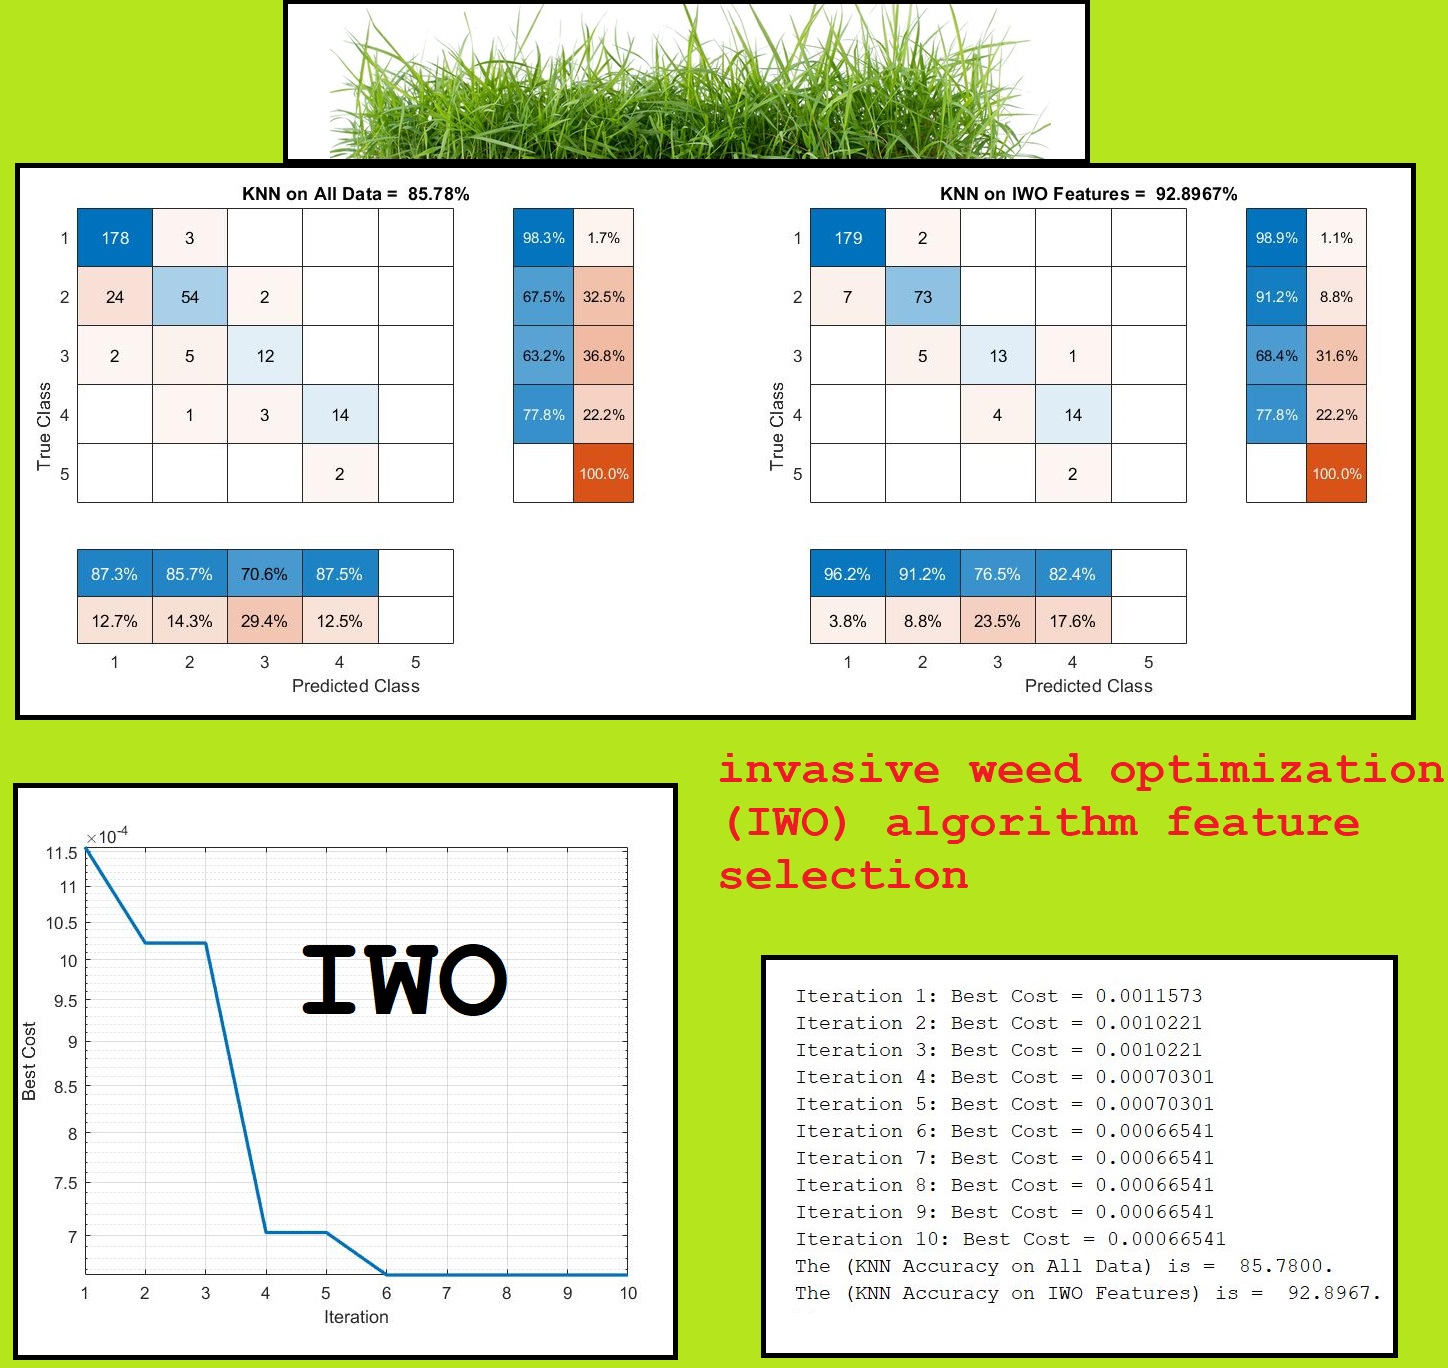 KNN on All Data = 85.78%
1 178 3 98.3% 1.7%
2 24 54 2 67.5% 32.5%
3 2 5 12 63.2% 36.8%
4 1 3 14 77.8% 22.2%
5 2 100.0%
True Class
87.3% 85.7% 70.6% 87.5%
12.7% 14.3% 29.4% 12.5%
1 2 3 4 5
Predicted Class
KNN on IWO Features = 92.8967%
1 179 2 98.9% 1.1%
2 7 73 91.2% 8.8%
3 5 13 1 68.4% 31.6%
4 4 14 77.8% 22.2%
5 2 100.0%
True Class
96.2% 91.2% 76.5% 82.4%
3.8% 8.8% 23.5% 17.6%
1 2 3 4 5
Predicted Class
invasive weed optimization
(IWO) algorithm feature
selection
×10-4
11.5
11
10.5
10
9.5
9
8.5
8
7.5
7
Best Cost
IWO
1 2 3 4 5 6 7 8 9 10
Iteration
Iteration 1: Best Cost = 0.0011573
Iteration 2: Best Cost = 0.0010221
Iteration 3: Best Cost = 0.0010221
Iteration 4: Best Cost = 0.00070301
Iteration 5: Best Cost = 0.00070301
Iteration 6: Best Cost = 0.00066541
Iteration 7: Best Cost = 0.00066541
Iteration 8: Best Cost = 0.00066541
Iteration 9: Best Cost = 0.00066541
Iteration 10: Best Cost = 0.00066541
The (KNN Accuracy on All Data) is =  85.7800.
The (KNN Accuracy on IWO Features) is =  92.8967.